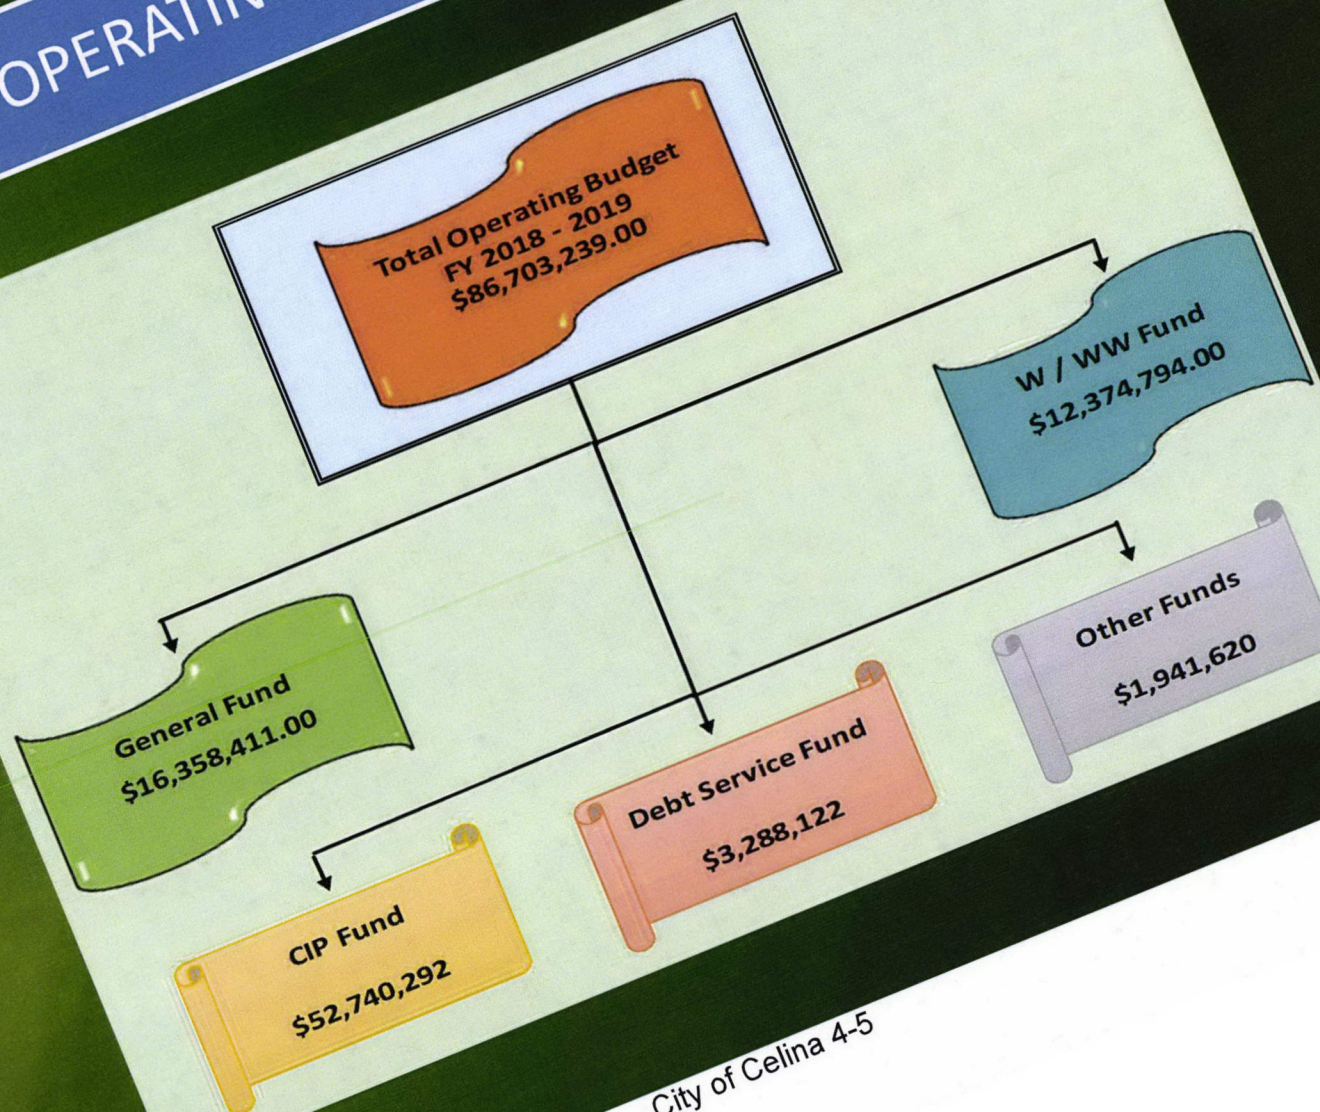 OPERATIN
Total Operating Budget
FY 2018 - 2019
$86,703,239.00
W / WW Fund
$12,374,794.00
General Fund
$16,358,411.00
Other Funds
$1,941,620
Debt Service Fund
$3,288,122
CIP Fund
$52,740,292
City of Celina 4-5